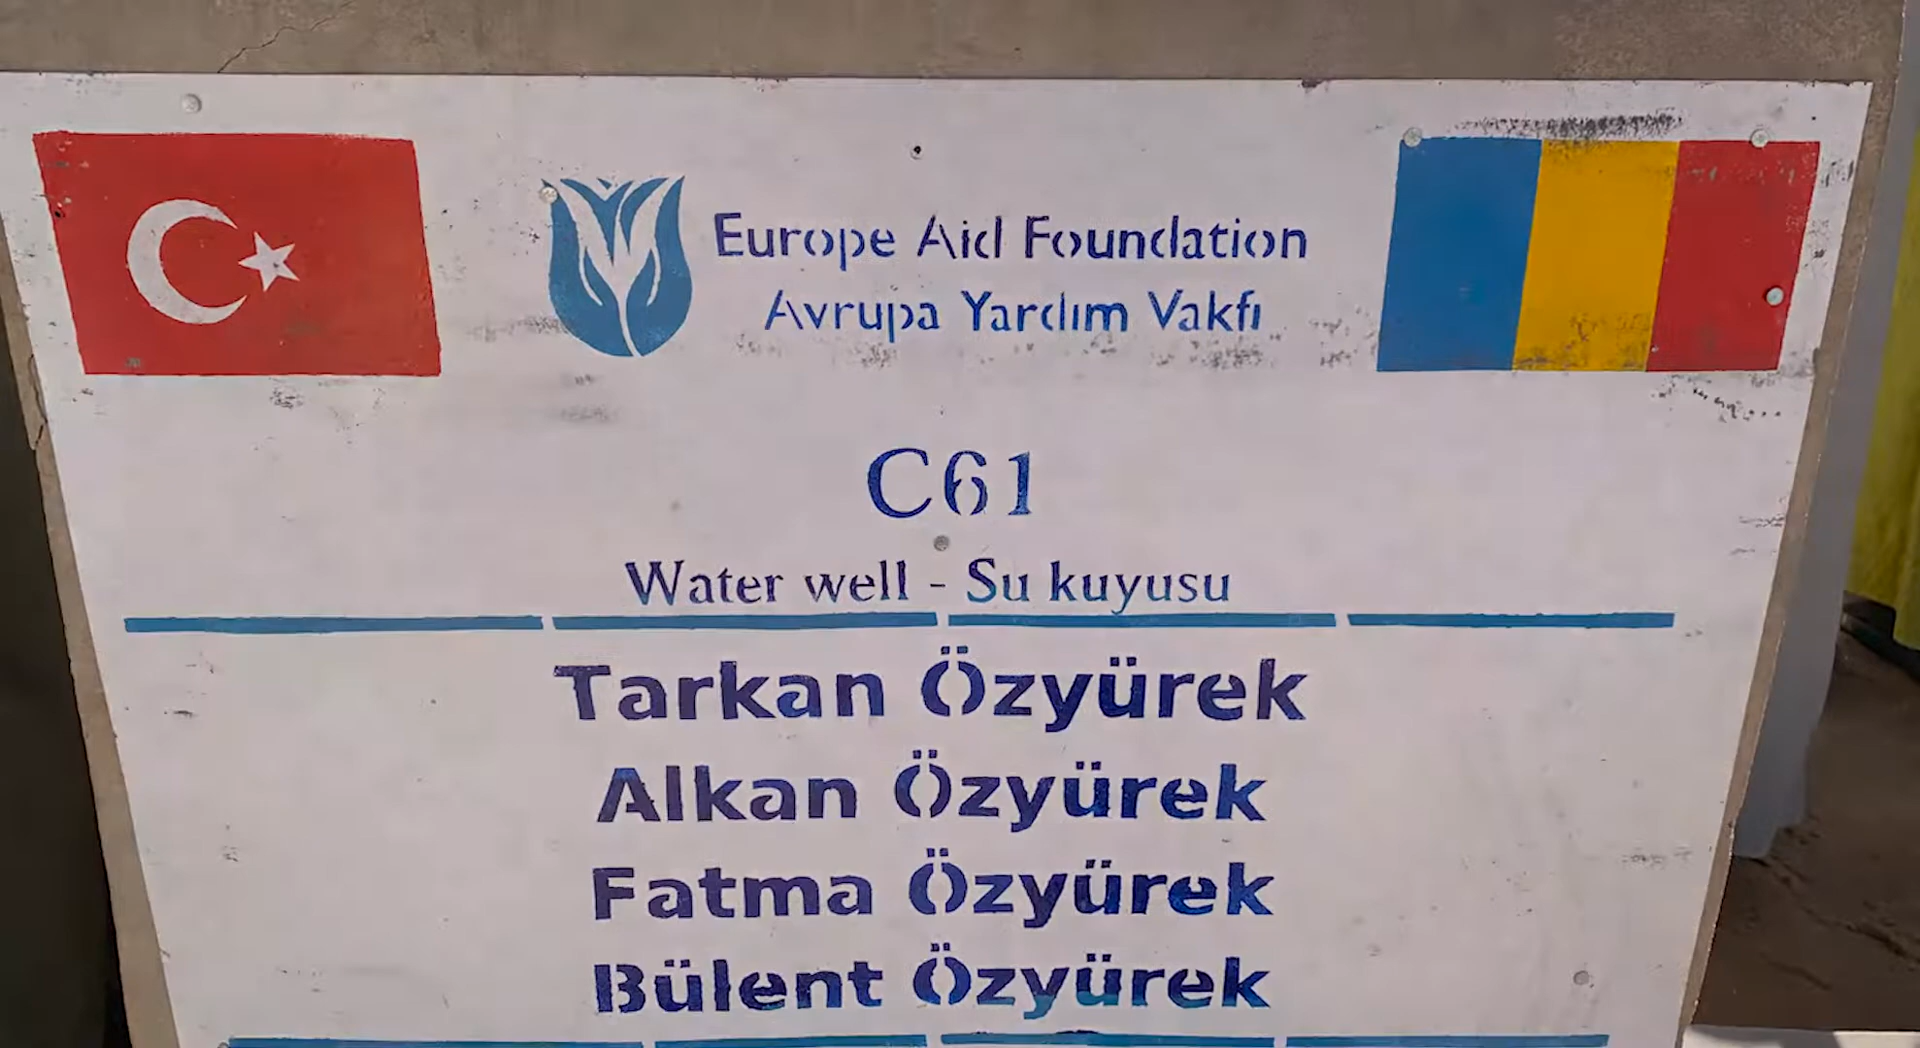 Europe Aid Foundation
Avrupa Yardım Vakfı
C61
Water well - Su kuyusu
Tarkan Özyürek
Alkan Özyürek
Fatma Özyürek
Bülent Özyürek